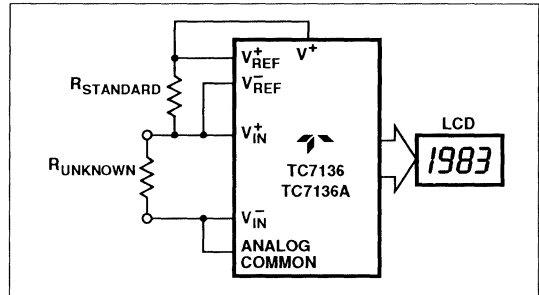 V+
V+REF
V−REF
RSTANDARD
LCD
V+IN
1983
TC7136
TC7136A
RUNKNOWN
V−IN
ANALOG
COMMON